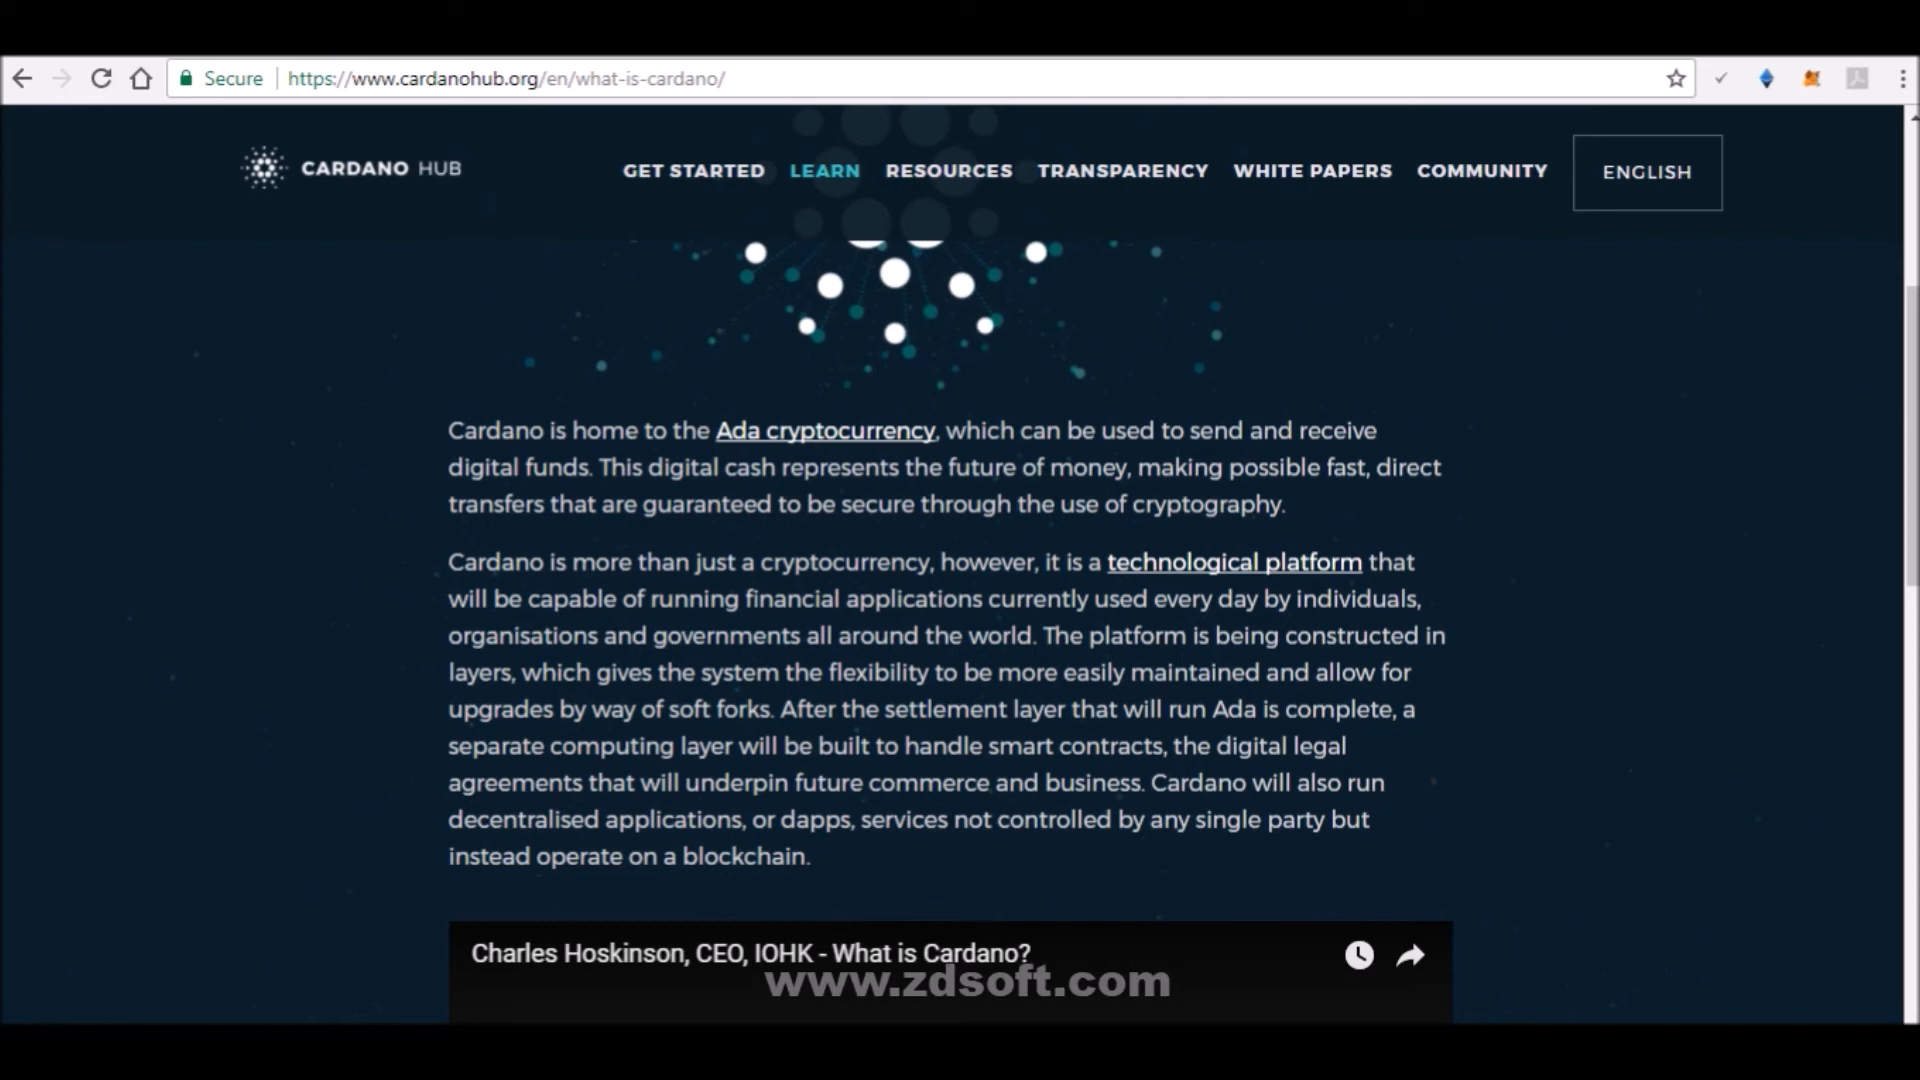 Secure https://www.cardanohub.org/en/what-is-cardano/
CARDANO HUB GET STARTED LEARN RESOURCES TRANSPARENCY WHITE PAPERS COMMUNITY ENGLISH
Cardano is home to the Ada cryptocurrency, which can be used to send and receive
digital funds. This digital cash represents the future of money, making possible fast, direct
transfers that are guaranteed to be secure through the use of cryptography.
Cardano is more than just a cryptocurrency, however, it is a technological platform that
will be capable of running financial applications currently used every day by individuals,
organisations and governments all around the world. The platform is being constructed in
layers, which gives the system the flexibility to be more easily maintained and allow for
upgrades by way of soft forks. After the settlement layer that will run Ada is complete, a
separate computing layer will be built to handle smart contracts, the digital legal
agreements that will underpin future commerce and business. Cardano will also run
decentralised applications, or dapps, services not controlled by any single party but
instead operate on a blockchain.
Charles Hoskinson, CEO, IOHK - What is Cardano?
www.zdsoft.com